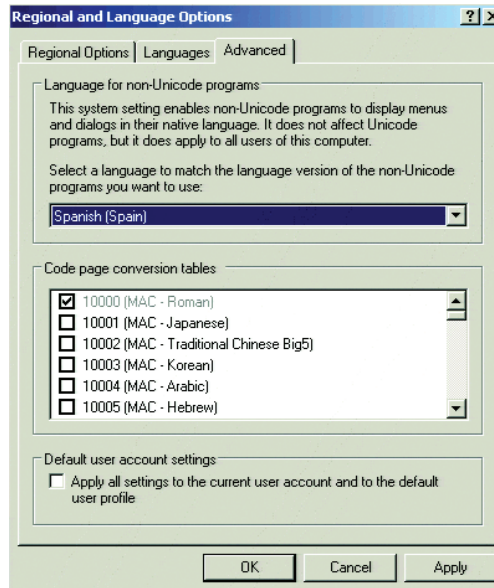 Regional and Language Options
Regional Options Languages Advanced
Language for non-Unicode programs
This system setting enables non-Unicode programs to display menus
and dialogs in their native language. It does not affect Unicode
programs, but it does apply to all users of this computer.
Select a language to match the language version of the non-Unicode
programs you want to use:
Spanish (Spain)
Code page conversion tables
10000 (MAC - Roman)
10001 (MAC - Japanese)
10002 (MAC - Traditional Chinese Big5)
10003 (MAC - Korean)
10004 (MAC - Arabic)
10005 (MAC - Hebrew)
Default user account settings
Apply all settings to the current user account and to the default
user profile
OK Cancel Apply